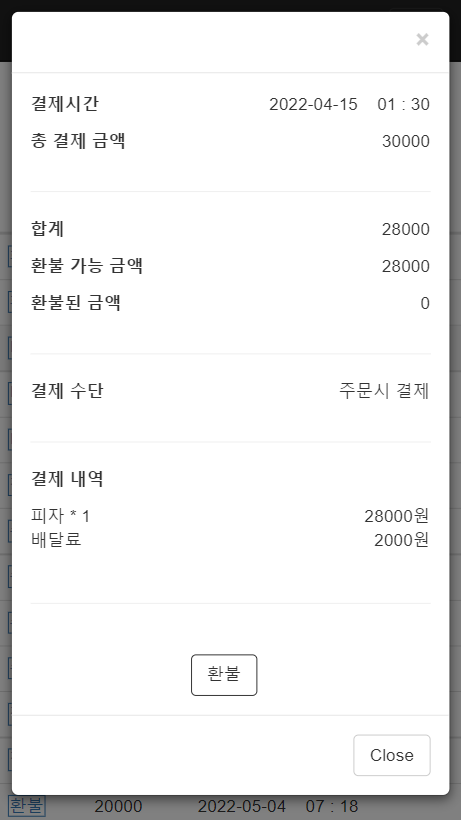 ×
결제시간 2022-04-15 01 : 30
총 결제 금액 30000
합계 28000
환불 가능 금액 28000
환불된 금액 0
결제 수단 주문시 결제
결제 내역
피자 * 1 28000원
배달료 2000원
환불
Close
환불 20000 2022-05-04 07 : 18